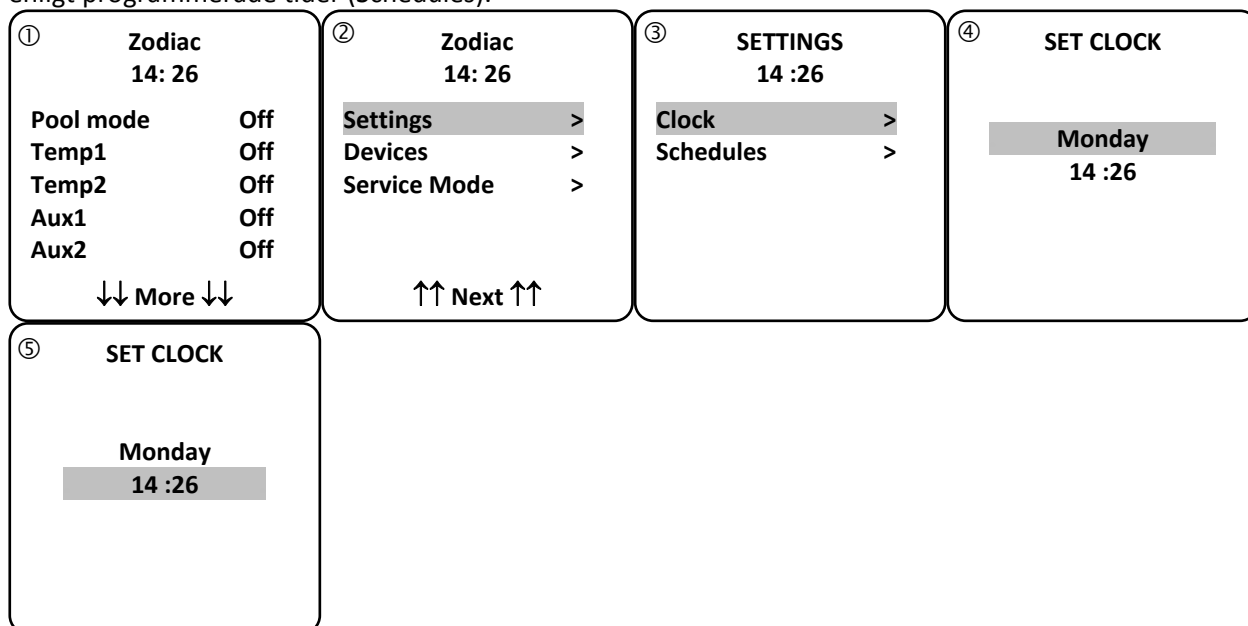 enligt programmerade tider (Schedules).
①
Zodiac
14: 26
Pool mode Off
Temp1 Off
Temp2 Off
Aux1 Off
Aux2 Off
↓↓ More ↓↓
②
Zodiac
14: 26
Settings >
Devices >
Service Mode >
↑↑ Next ↑↑
③
SETTINGS
14 :26
Clock >
Schedules >
④
SET CLOCK
Monday
14 :26
⑤
SET CLOCK
Monday
14 :26